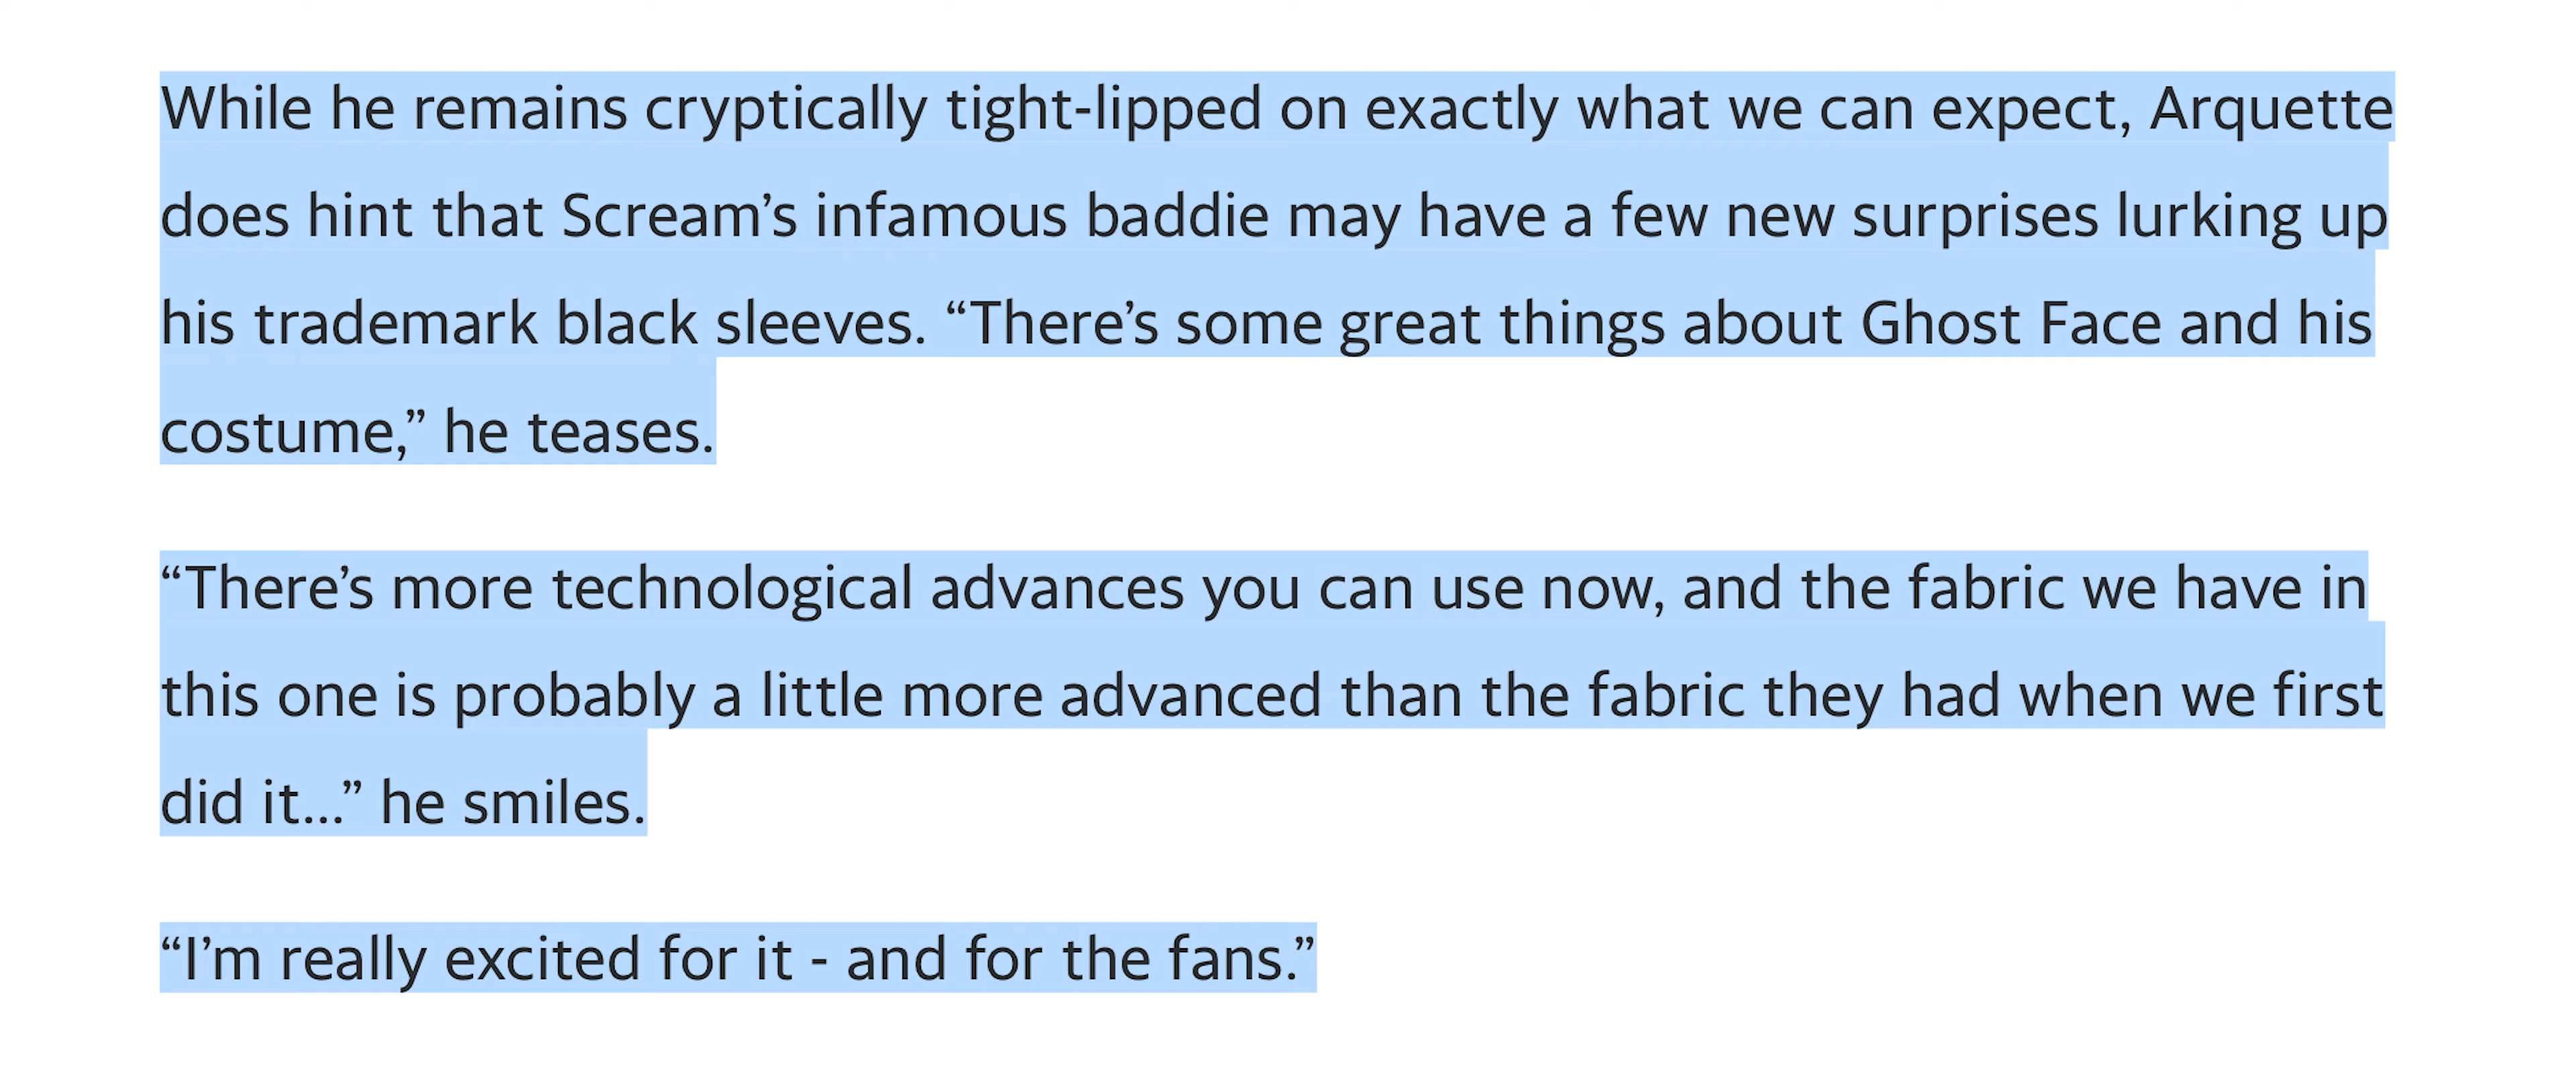 While he remains cryptically tight-lipped on exactly what we can expect, Arquette
does hint that Scream’s infamous baddie may have a few new surprises lurking up
his trademark black sleeves. “There’s some great things about Ghost Face and his
costume,” he teases.
“There’s more technological advances you can use now, and the fabric we have in
this one is probably a little more advanced than the fabric they had when we first
did it...” he smiles.
“I’m really excited for it - and for the fans.”